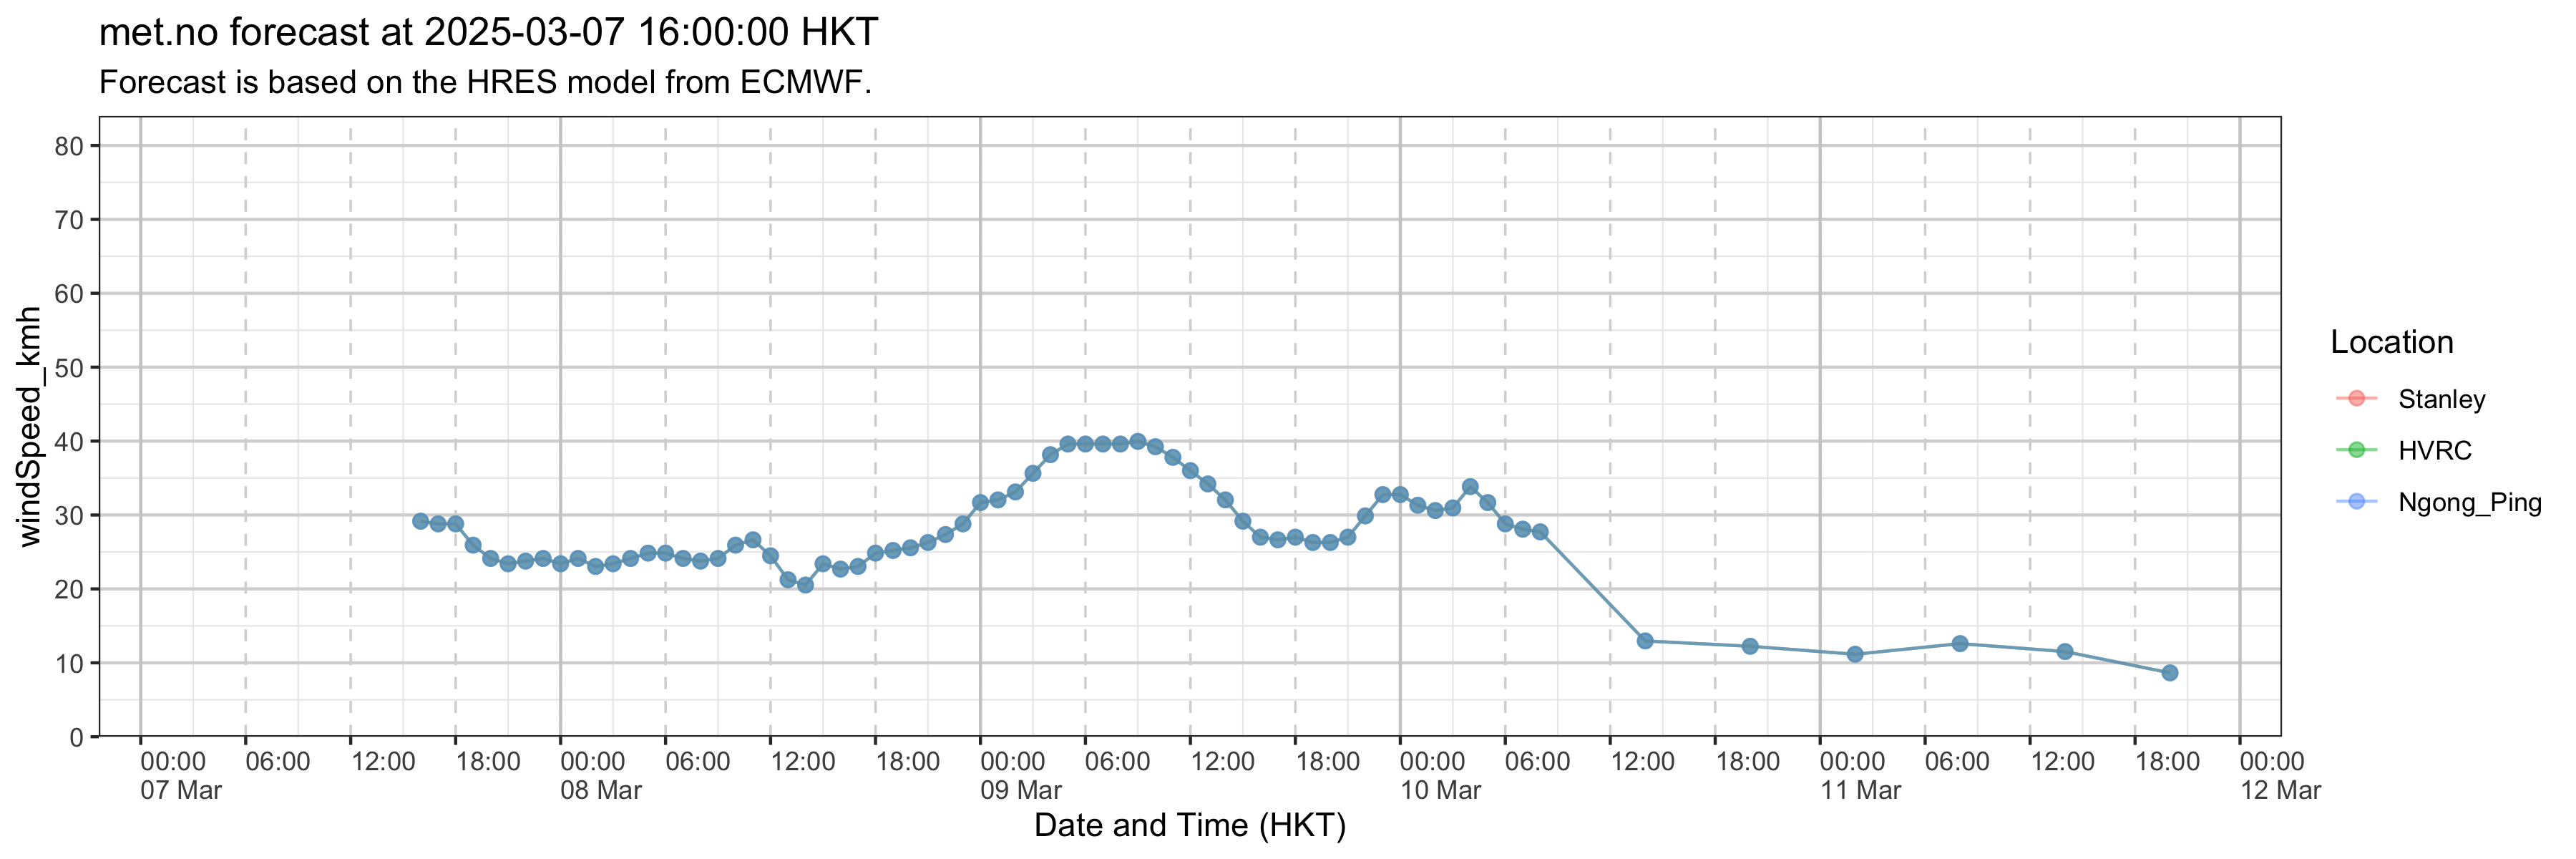 met.no forecast at 2025-03-07 16:00:00 HKT
Forecast is based on the HRES model from ECMWF.
windSpeed_kmh
80
70
60
50
40
30
20
10
0
00:00 06:00 12:00 18:00 00:00 06:00 12:00 18:00 00:00 06:00 12:00 18:00 00:00 06:00 12:00 18:00 00:00 06:00 12:00 18:00 00:00
07 Mar 08 Mar 09 Mar 10 Mar 11 Mar 12 Mar
Date and Time (HKT)
Location
Stanley
HVRC
Ngong_Ping